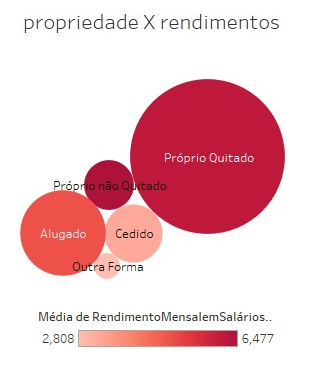 propriedade X rendimentos
Próprio Quitado
Próprio não Quitado
Alugado
Cedido
Outra Forma
Média de RendimentoMensalemSalários..
2,808
6,477